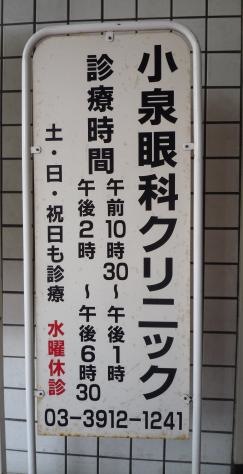 小泉眼科クリニック
診療時間
午前10時30～午後1時
午後2時～午後6時30
土・日・祝日も診療 水曜休診
03-3912-1241